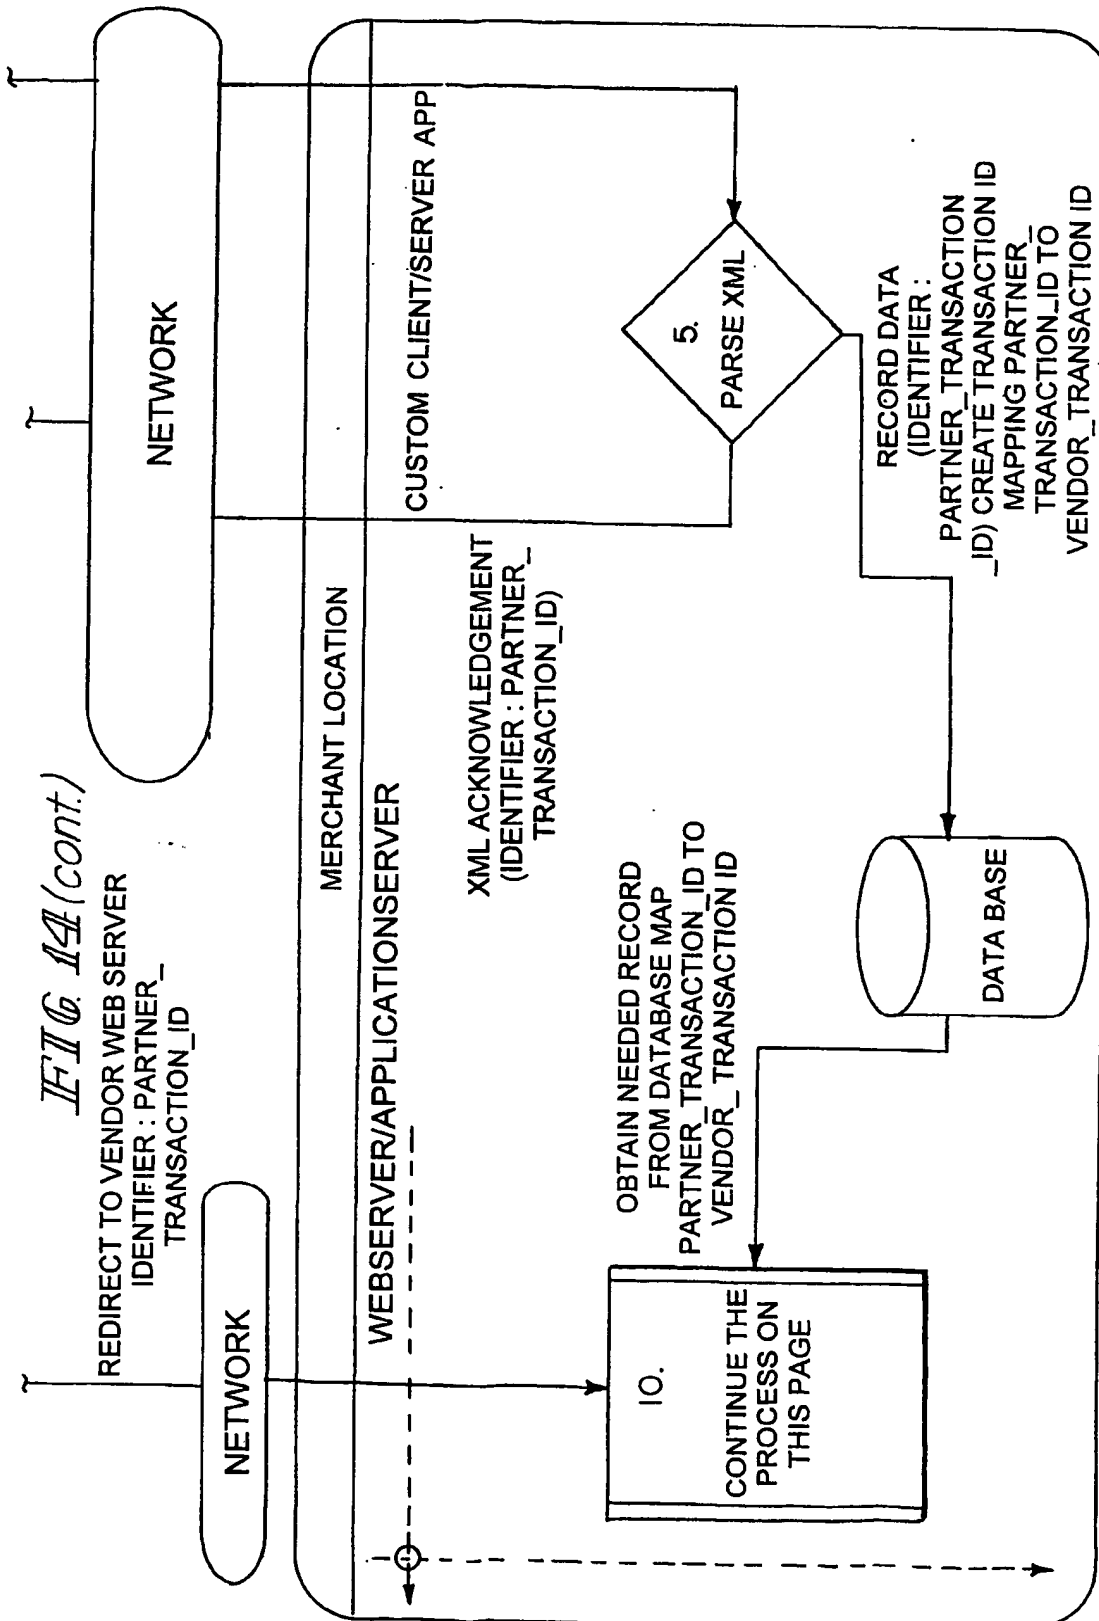 FIG. 14 (cont.)
REDIRECT TO VENDOR WEB SERVER
IDENTIFIER : PARTNER_
TRANSACTION_ID
NETWORK
NETWORK
MERCHANT LOCATION
WEBSERVER/APPLICATIONSERVER
XML ACKNOWLEDGEMENT
(IDENTIFIER : PARTNER_
TRANSACTION_ID)
CUSTOM CLIENT/SERVER APP
5.
PARSE XML
RECORD DATA
(IDENTIFIER :
PARTNER_TRANSACTION
_ID) CREATE TRANSACTION ID
MAPPING PARTNER_
TRANSACTION_ID TO
VENDOR_TRANSACTION ID
OBTAIN NEEDED RECORD
FROM DATABASE MAP
PARTNER_TRANSACTION_ID TO
VENDOR_ TRANSACTION ID
DATA BASE
10.
CONTINUE THE
PROCESS ON
THIS PAGE